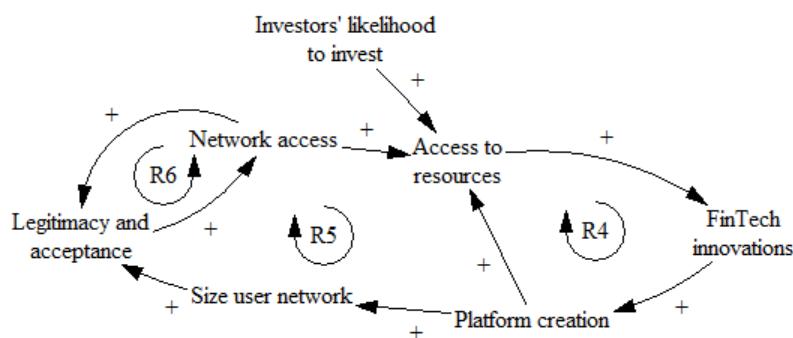 Investors' likelihood
to invest
+
+
Network access
+
Access to
resources
+
R6
Legitimacy and
acceptance
+
R5
R4
FinTech
innovations
+
Size user network
+
Platform creation
+
+